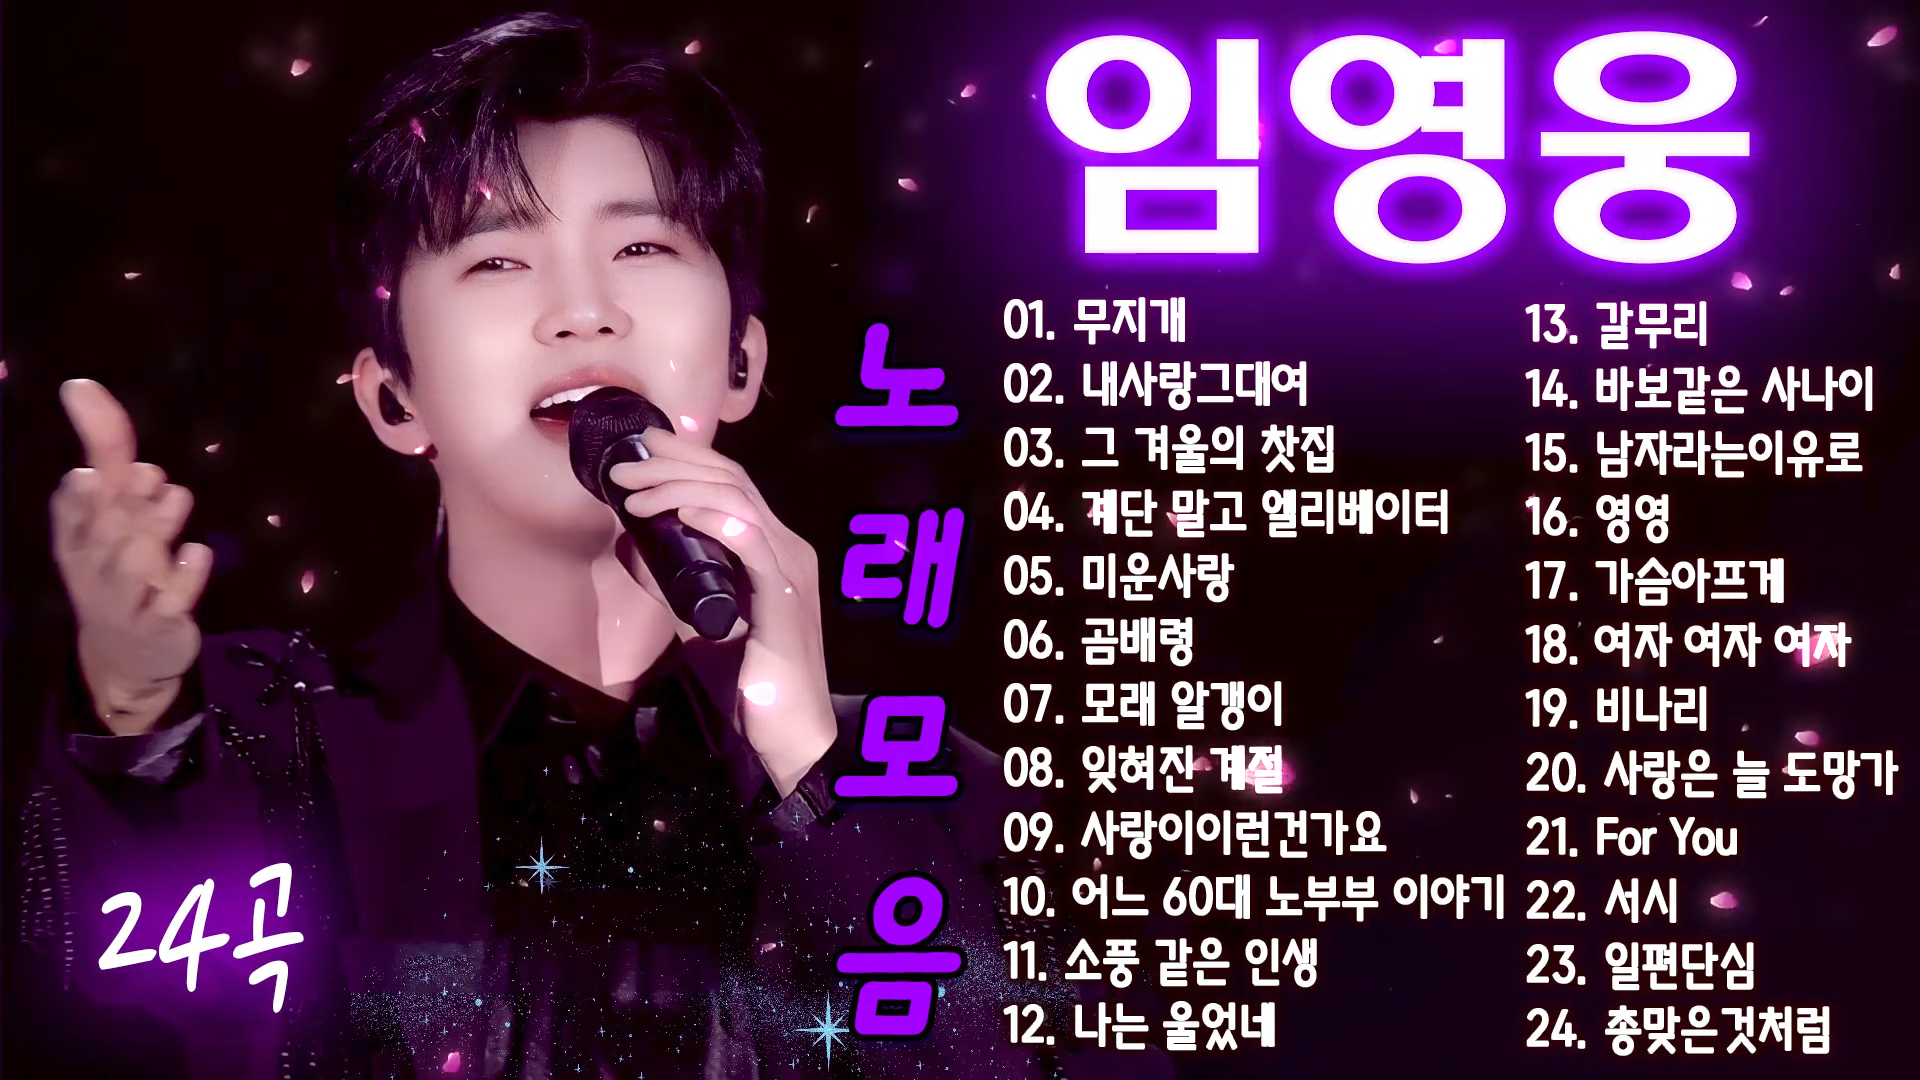 임영웅
노래모음
24곡
01. 무지개
02. 내사랑그대여
03. 그 겨울의 찻집
04. 계단 말고 엘리베이터
05. 미운사랑
06. 곰배령
07. 모래 알갱이
08. 잊혀진 계절
09. 사랑이이런건가요
10. 어느 60대 노부부 이야기
11. 소풍 같은 인생
12. 나는 울었네
13. 갈무리
14. 바보같은 사나이
15. 남자라는이유로
16. 영영
17. 가슴아프게
18. 여자 여자 여자
19. 비나리
20. 사랑은 늘 도망가
21. For You
22. 서시
23. 일편단심
24. 총맞은것처럼